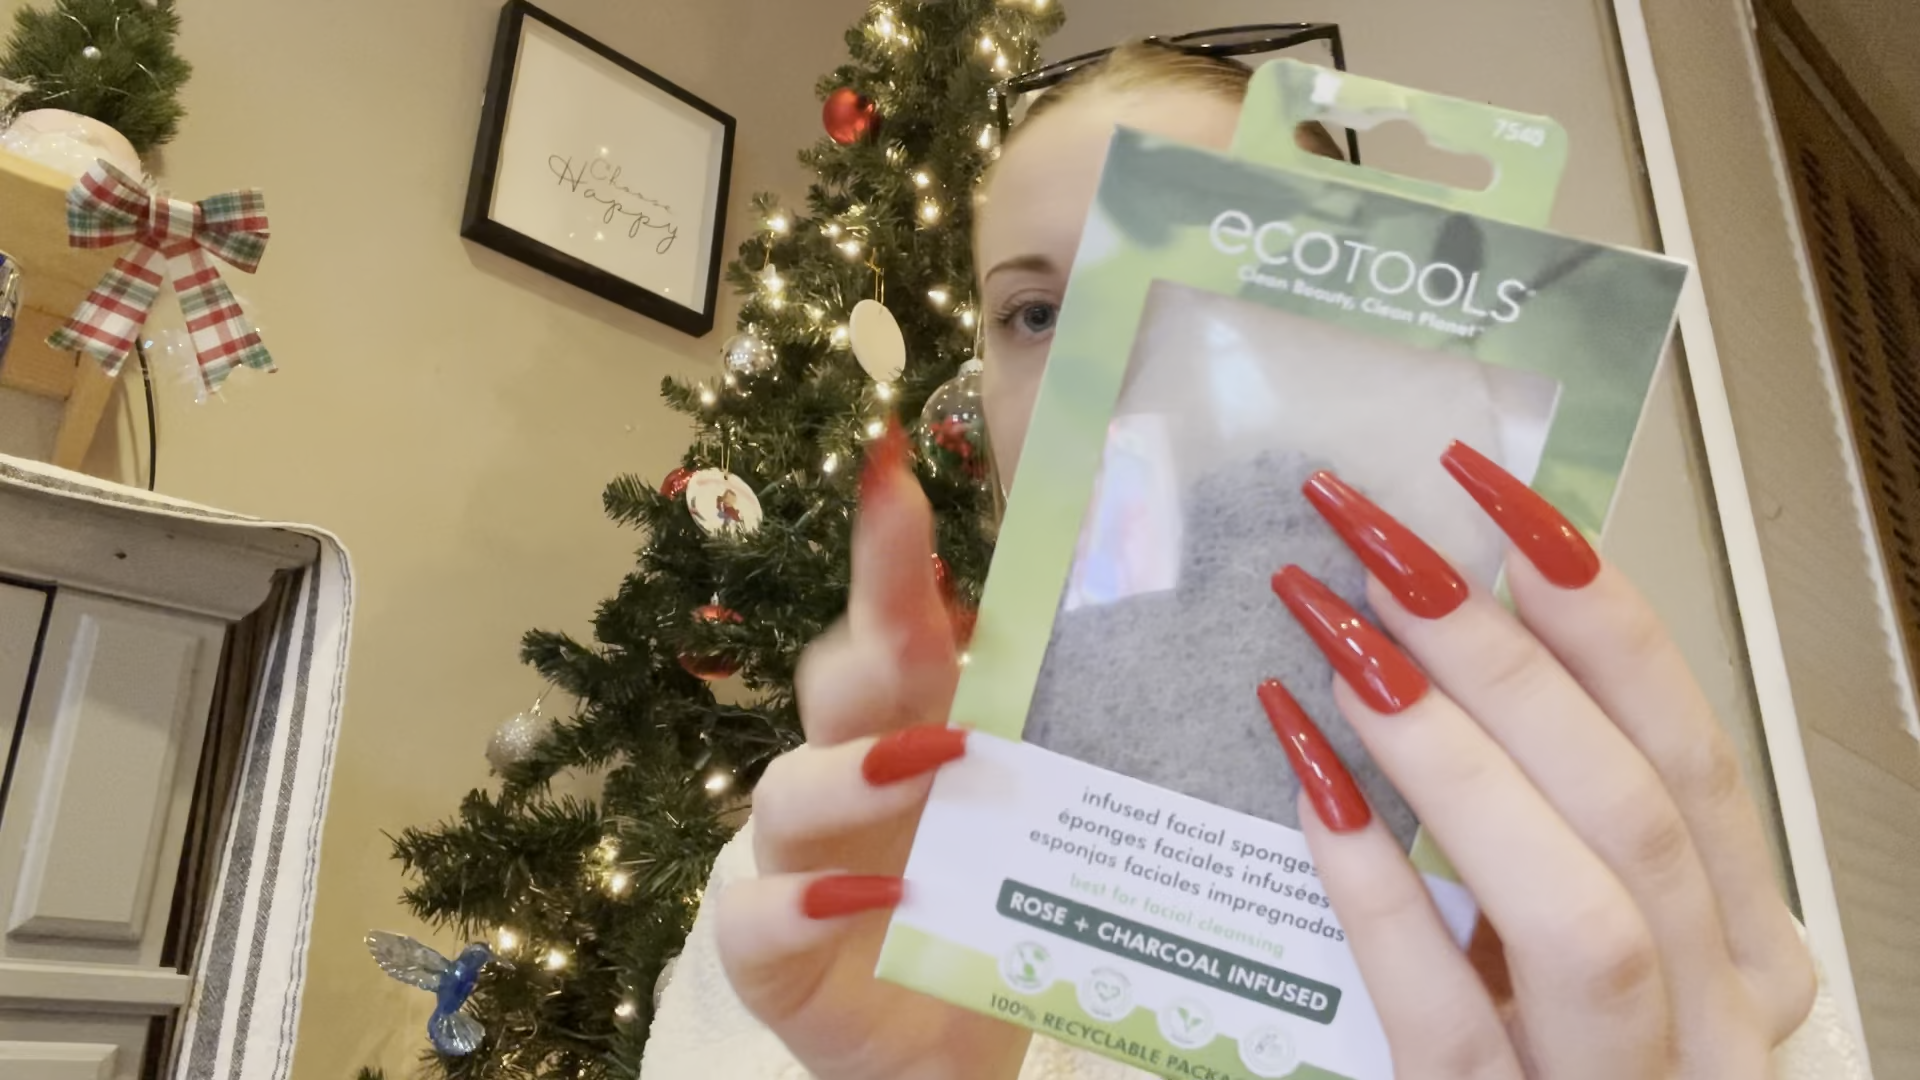 Choose
Happy
7540
ecoTOOLS
Clean Beauty, Clean Planet
infused facial sponges
éponges faciales infusées
esponjas faciales impregnadas
best for facial cleansing
ROSE + CHARCOAL INFUSED
100% RECYCLABLE